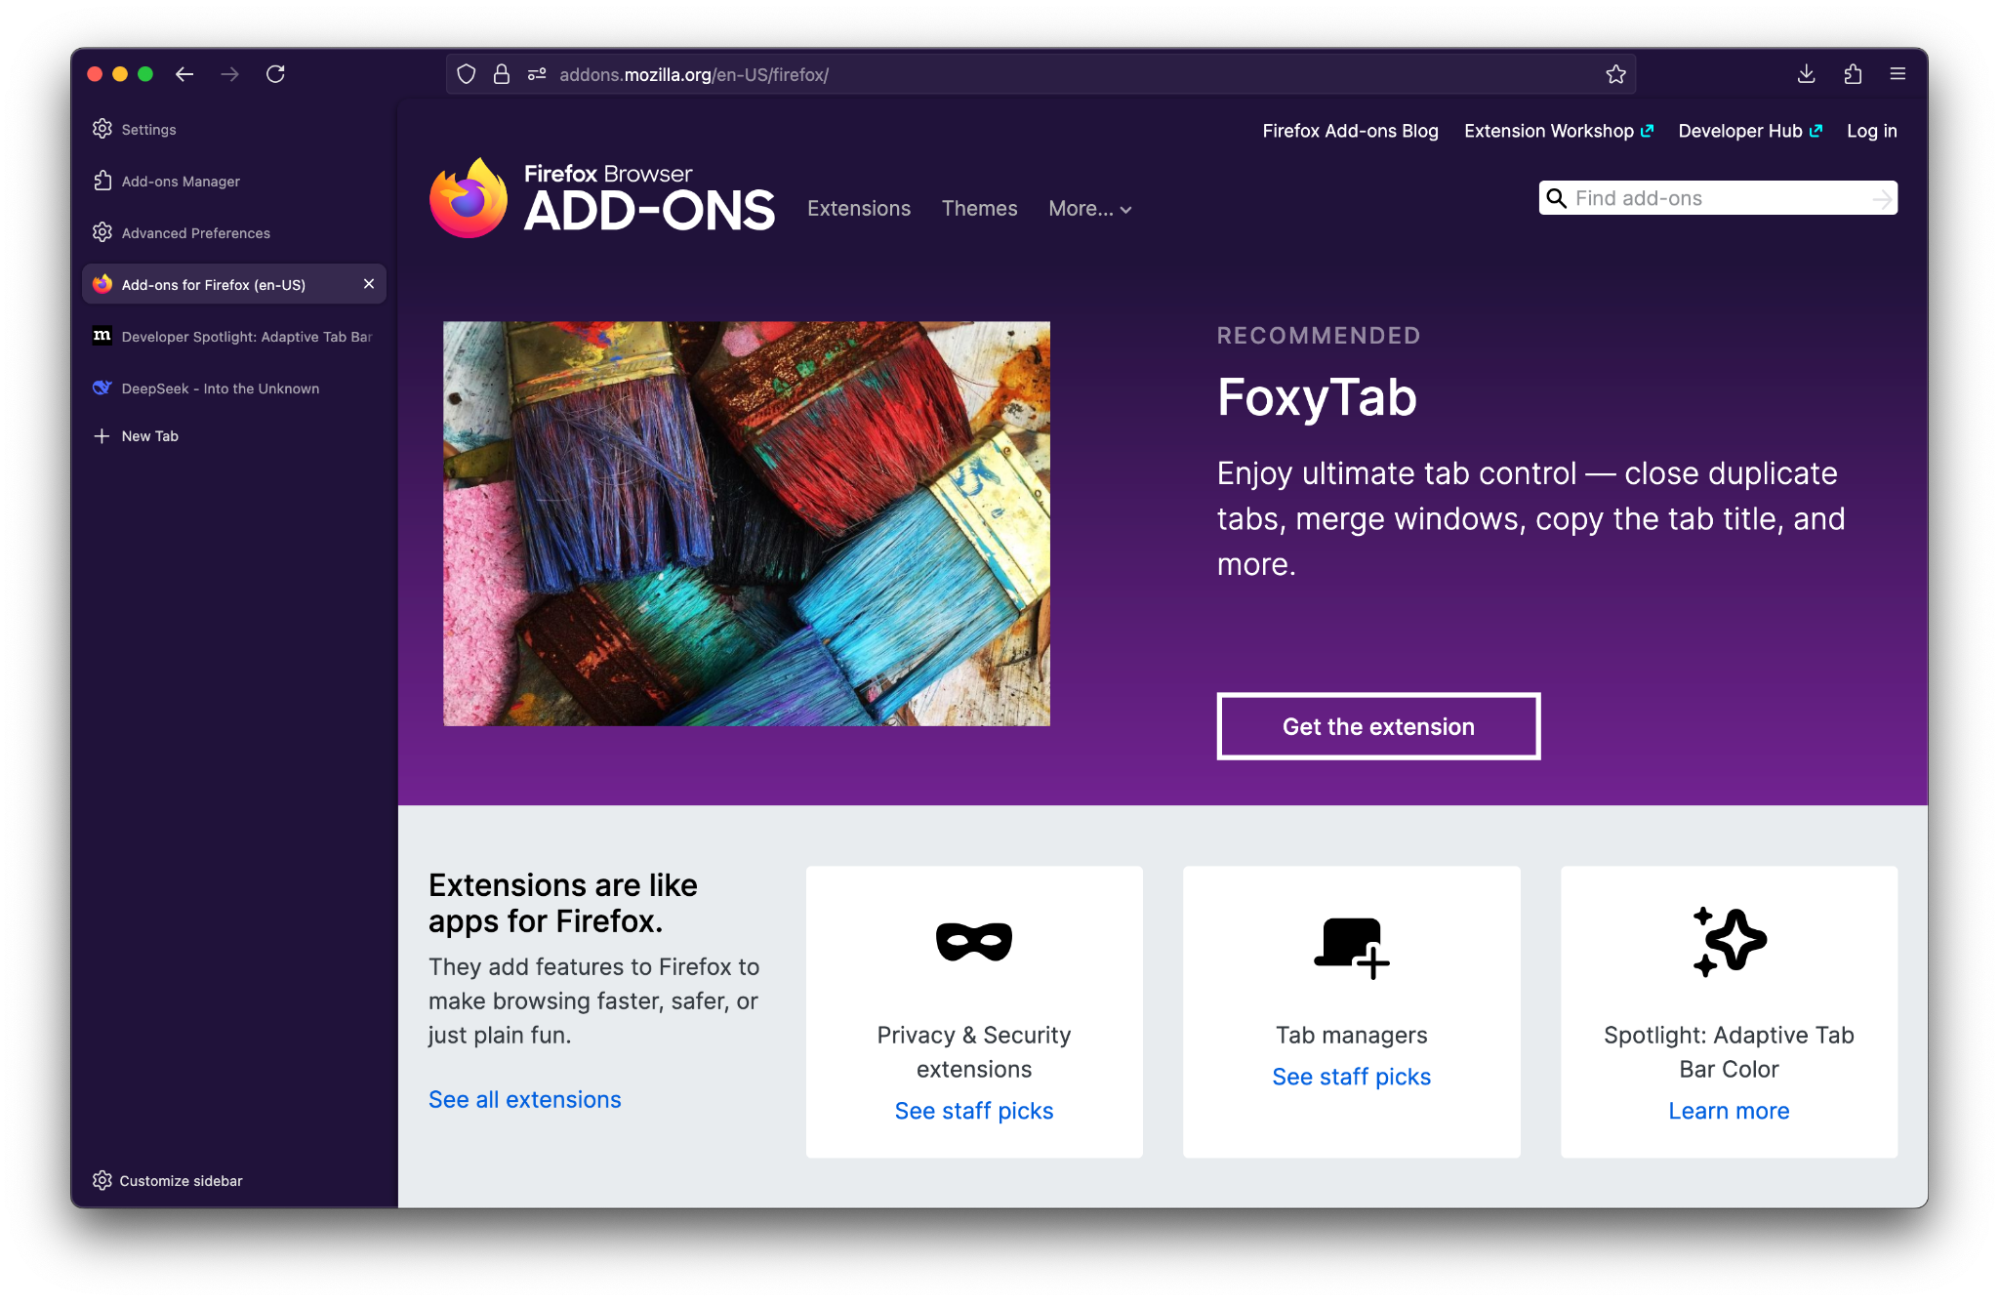 addons.mozilla.org/en-US/firefox/
Settings
Add-ons Manager
Advanced Preferences
Add-ons for Firefox (en-US)
m
Developer Spotlight: Adaptive Tab Bar
DeepSeek - Into the Unknown
New Tab
Customize sidebar
Firefox Add-ons Blog
Extension Workshop
Developer Hub
Log in
Firefox Browser
ADD-ONS
Extensions
Themes
More...
Find add-ons
RECOMMENDED
FoxyTab
Enjoy ultimate tab control — close duplicate
tabs, merge windows, copy the tab title, and
more.
Get the extension
Extensions are like
apps for Firefox.
They add features to Firefox to
make browsing faster, safer, or
just plain fun.
See all extensions
Privacy & Security
extensions
See staff picks
Tab managers
See staff picks
Spotlight: Adaptive Tab
Bar Color
Learn more